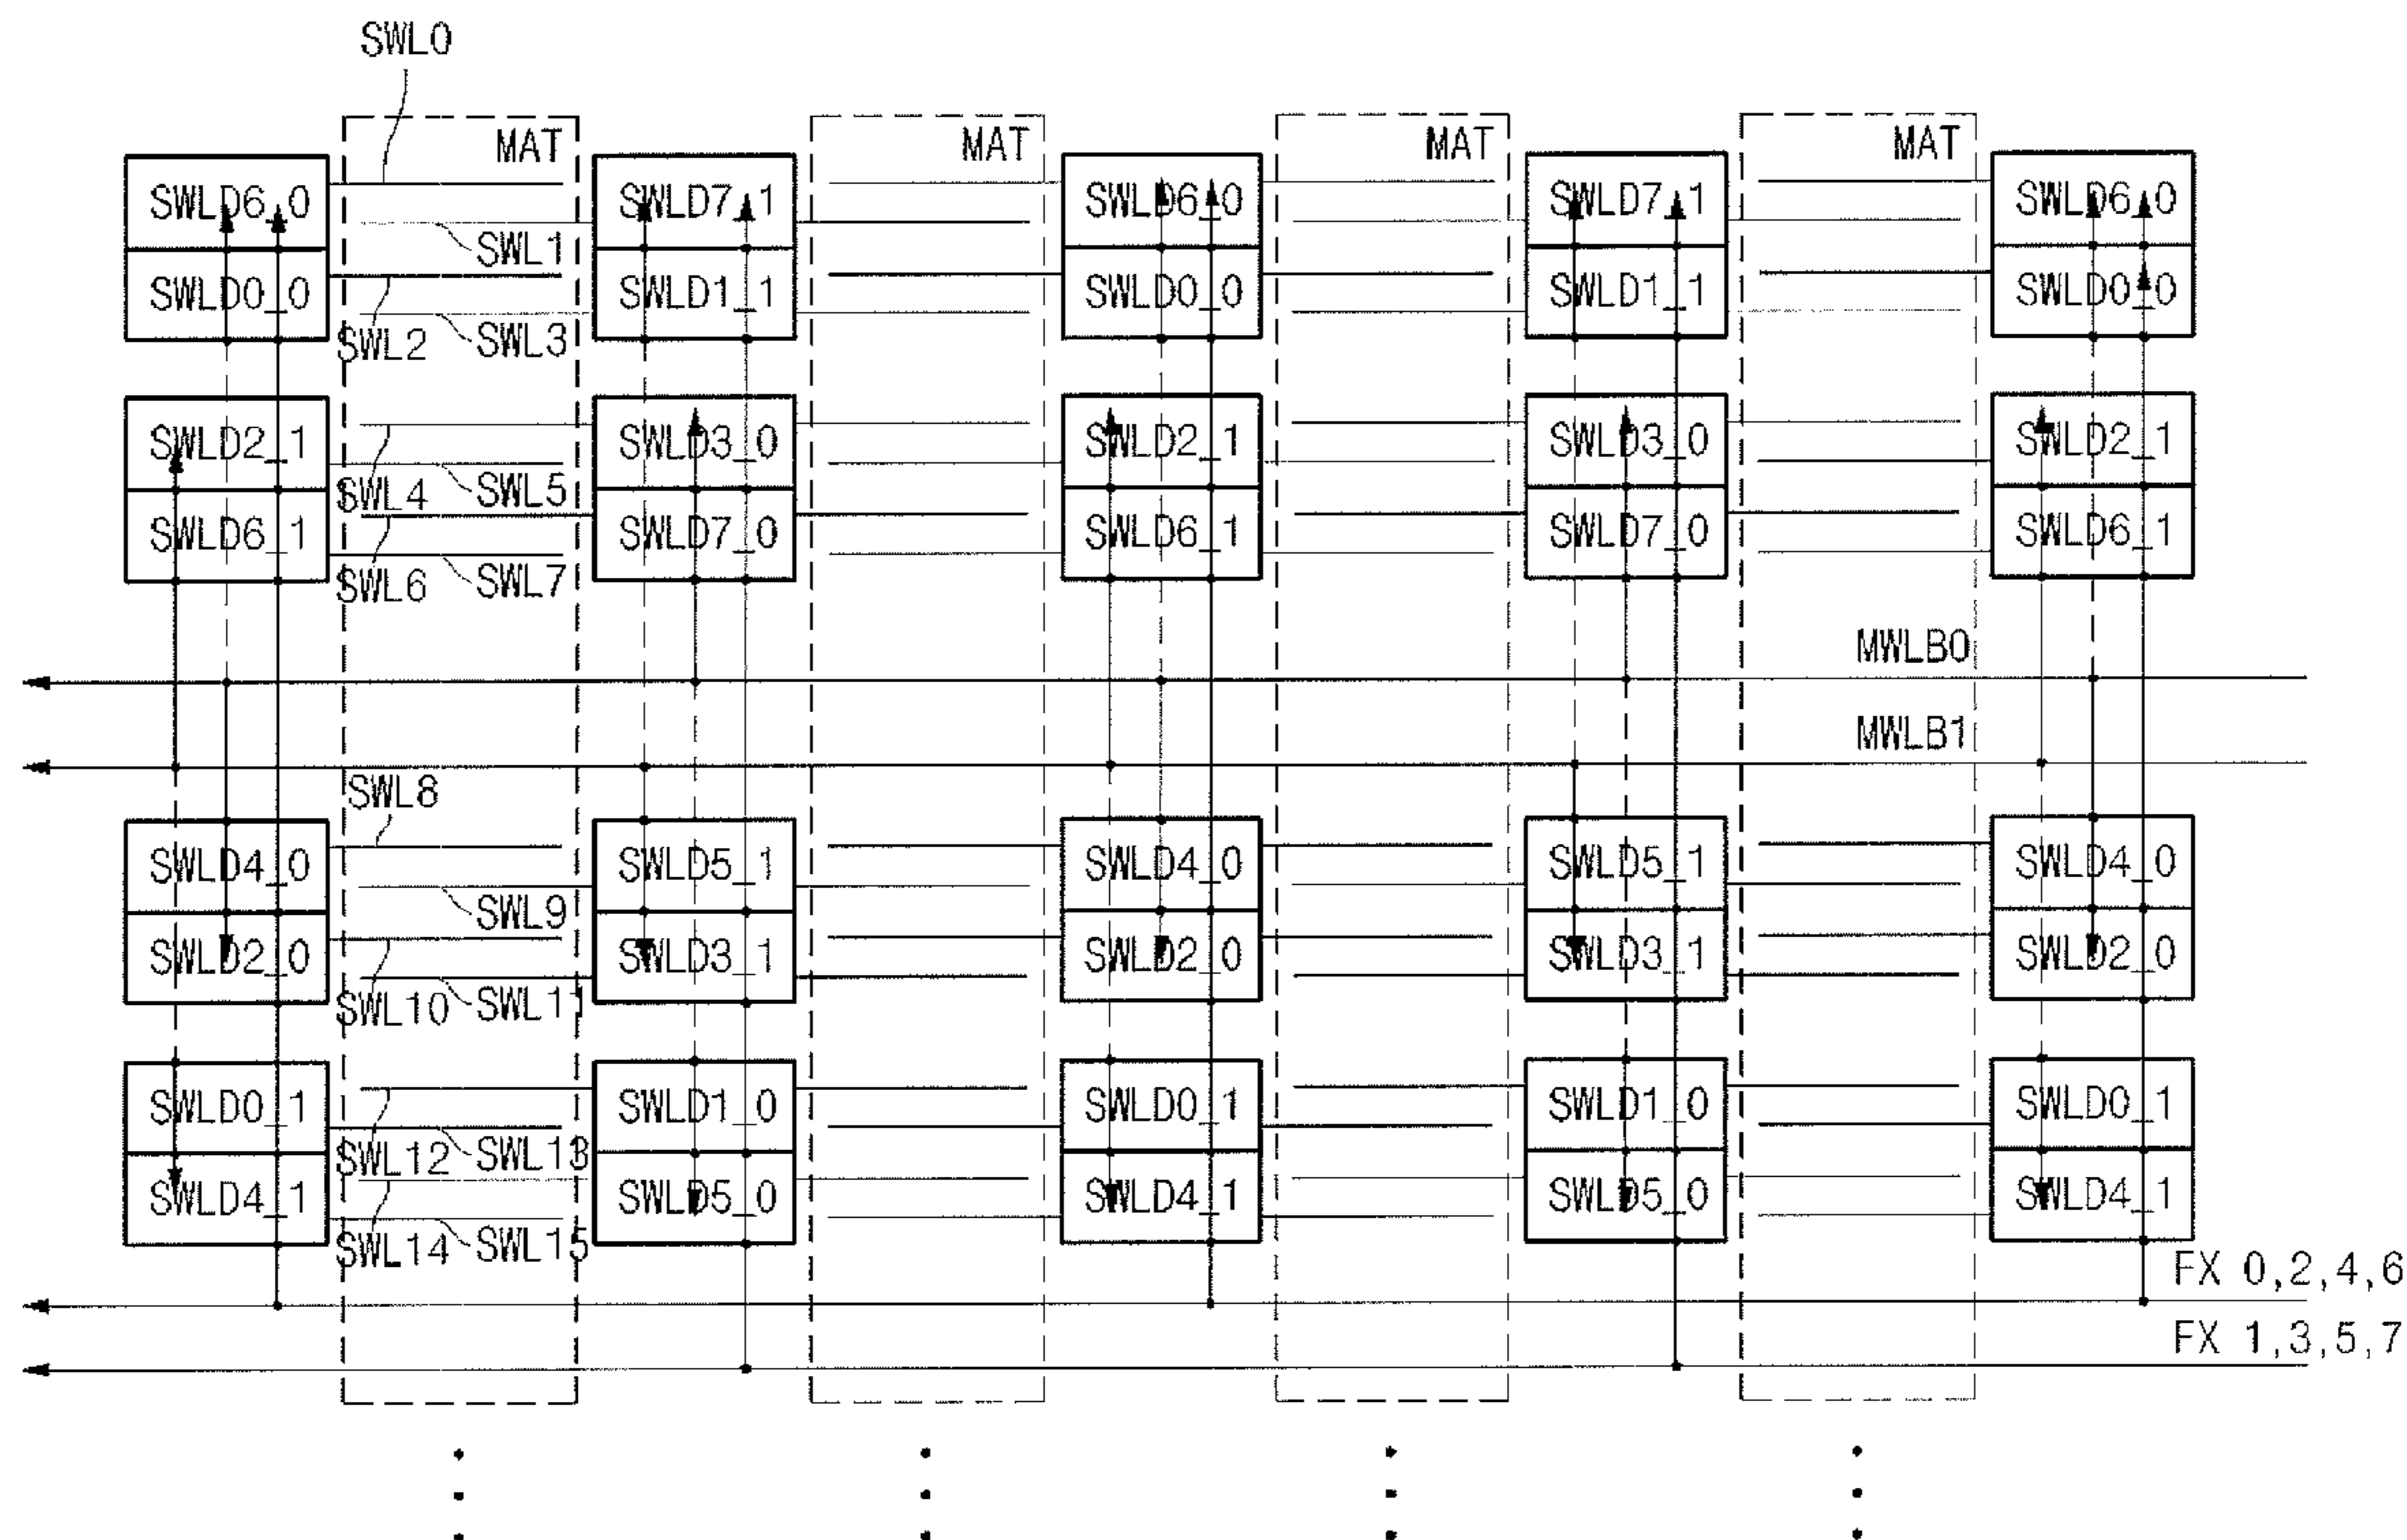 SWL0
MAT MAT MAT MAT
SWLD6_0 SWLD7_1 SWLD6_0 SWLD7_1 SWLD6_0
SWL1
SWLD0_0 SWLD1_1 SWLD0_0 SWLD1_1 SWLD0_0
SWL2 SWL3
SWLD2_1 SWLD3_0 SWLD2_1 SWLD3_0 SWLD2_1
SWL4 SWL5
SWLD6_1 SWLD7_0 SWLD6_1 SWLD7_0 SWLD6_1
SWL6 SWL7
MWLB0
MWLB1
SWL8
SWLD4_0 SWLD5_1 SWLD4_0 SWLD5_1 SWLD4_0
SWL9
SWLD2_0 SWLD3_1 SWLD2_0 SWLD3_1 SWLD2_0
SWL10 SWL11
SWLD0_1 SWLD1_0 SWLD0_1 SWLD1_0 SWLD0_1
SWL12 SWL13
SWLD4_1 SWLD5_0 SWLD4_1 SWLD5_0 SWLD4_1
SWL14 SWL15
FX 0,2,4,6
FX 1,3,5,7